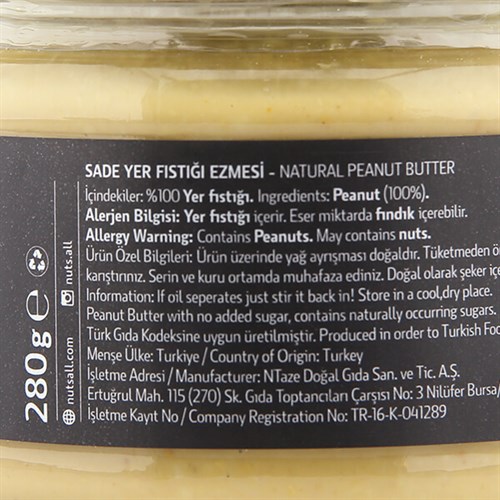 SADE YER FISTIĞI EZMESİ - NATURAL PEANUT BUTTER
İçindekiler: %100 Yer fıstığı. Ingredients: Peanut (100%).
Alerjen Bilgisi: Yer fıstığı içerir. Eser miktarda fındık içerebilir.
Allergy Warning: Contains Peanuts. May contains nuts.
Ürün Özel Bilgileri: Ürün üzerinde yağ ayrışması doğaldır. Tüketmeden ö
karıştırınız. Serin ve kuru ortamda muhafaza ediniz. Doğal olarak şeker içe
Information: If oil seperates just stir it back in! Store in a cool,dry place.
Peanut Butter with no added sugar, contains naturally occuring sugars.
Türk Gıda Kodeksine uygun üretilmiştir. Produced in order to Turkish Foo
Menşe Ülke: Turkiye / Country of Origin: Turkey
İşletme Adresi / Manufacturer: NTaze Doğal Gıda San. ve Tic. A.Ş.
Ertuğrul Mah. 115 (270) Sk. Gıda Toptancıları Çarşısı No: 3 Nilüfer Bursa/
İşletme Kayıt No / Company Registration No: TR-16-K-041289
280g e
nutsall.com
nuts.all